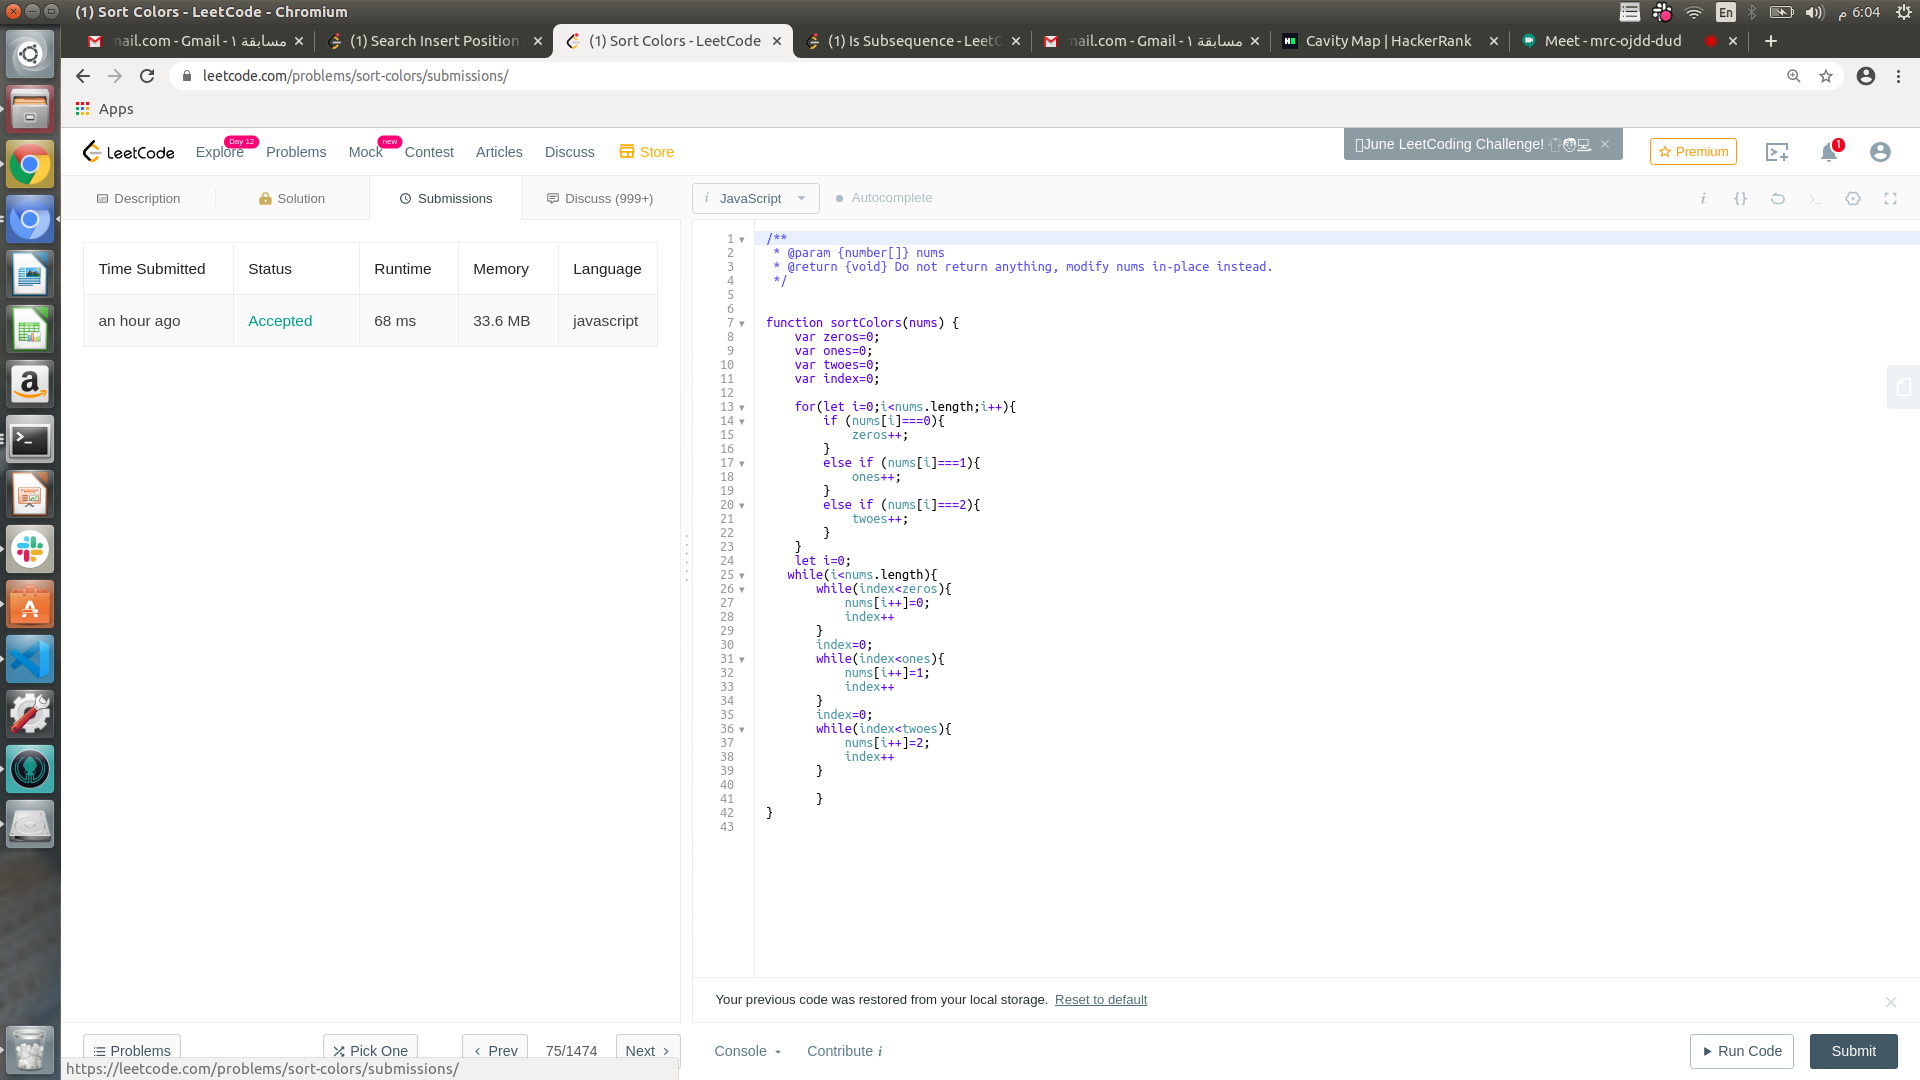 (1) Sort Colors - LeetCode - Chromium
En
م 6:04
mail.com - Gmail - مسابقة ١
(1) Search Insert Position
(1) Sort Colors - LeetCode
(1) Is Subsequence - LeetC
mail.com - Gmail - مسابقة ١
Cavity Map | HackerRank
Meet - mrc-ojdd-dud
leetcode.com/problems/sort-colors/submissions/
Apps
LeetCode
Explore
Day 12
Problems
Mock
new
Contest
Articles
Discuss
Store
June LeetCoding Challenge!
Premium
1
Description
Solution
Submissions
Discuss (999+)
i JavaScript
Autocomplete
i {}
Time Submitted Status Runtime Memory Language
an hour ago Accepted 68 ms 33.6 MB javascript
1 /**
2  * @param {number[]} nums
3  * @return {void} Do not return anything, modify nums in-place instead.
4  */
5
6
7 function sortColors(nums) {
8     var zeros=0;
9     var ones=0;
10     var twoes=0;
11     var index=0;
12
13     for(let i=0;i<nums.length;i++){
14         if (nums[i]===0){
15             zeros++;
16         }
17         else if (nums[i]===1){
18             ones++;
19         }
20         else if (nums[i]===2){
21             twoes++;
22         }
23     }
24     let i=0;
25    while(i<nums.length){
26        while(index<zeros){
27            nums[i++]=0;
28            index++
29        }
30        index=0;
31        while(index<ones){
32            nums[i++]=1;
33            index++
34        }
35        index=0;
36        while(index<twoes){
37            nums[i++]=2;
38            index++
39        }
40
41        }
42 }
43
Your previous code was restored from your local storage. Reset to default
Problems
Pick One
Prev
75/1474
Next
Console
Contribute i
Run Code
Submit
https://leetcode.com/problems/sort-colors/submissions/